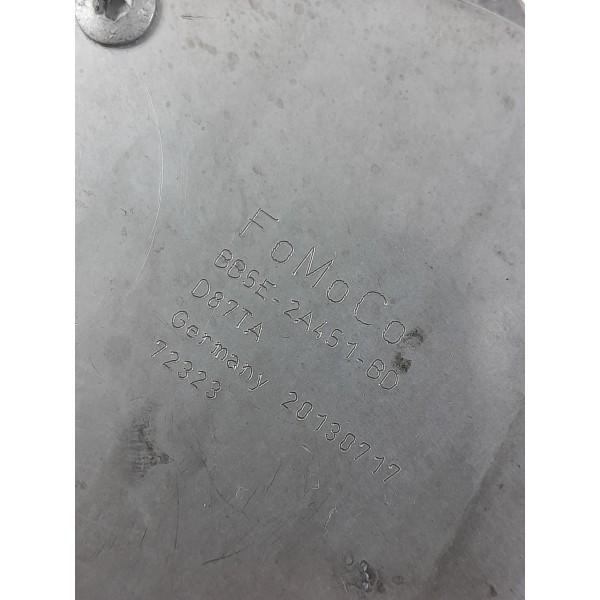 FoMoCo
BB5E-2A451-BD
D87TA
Germany 20130717
72323